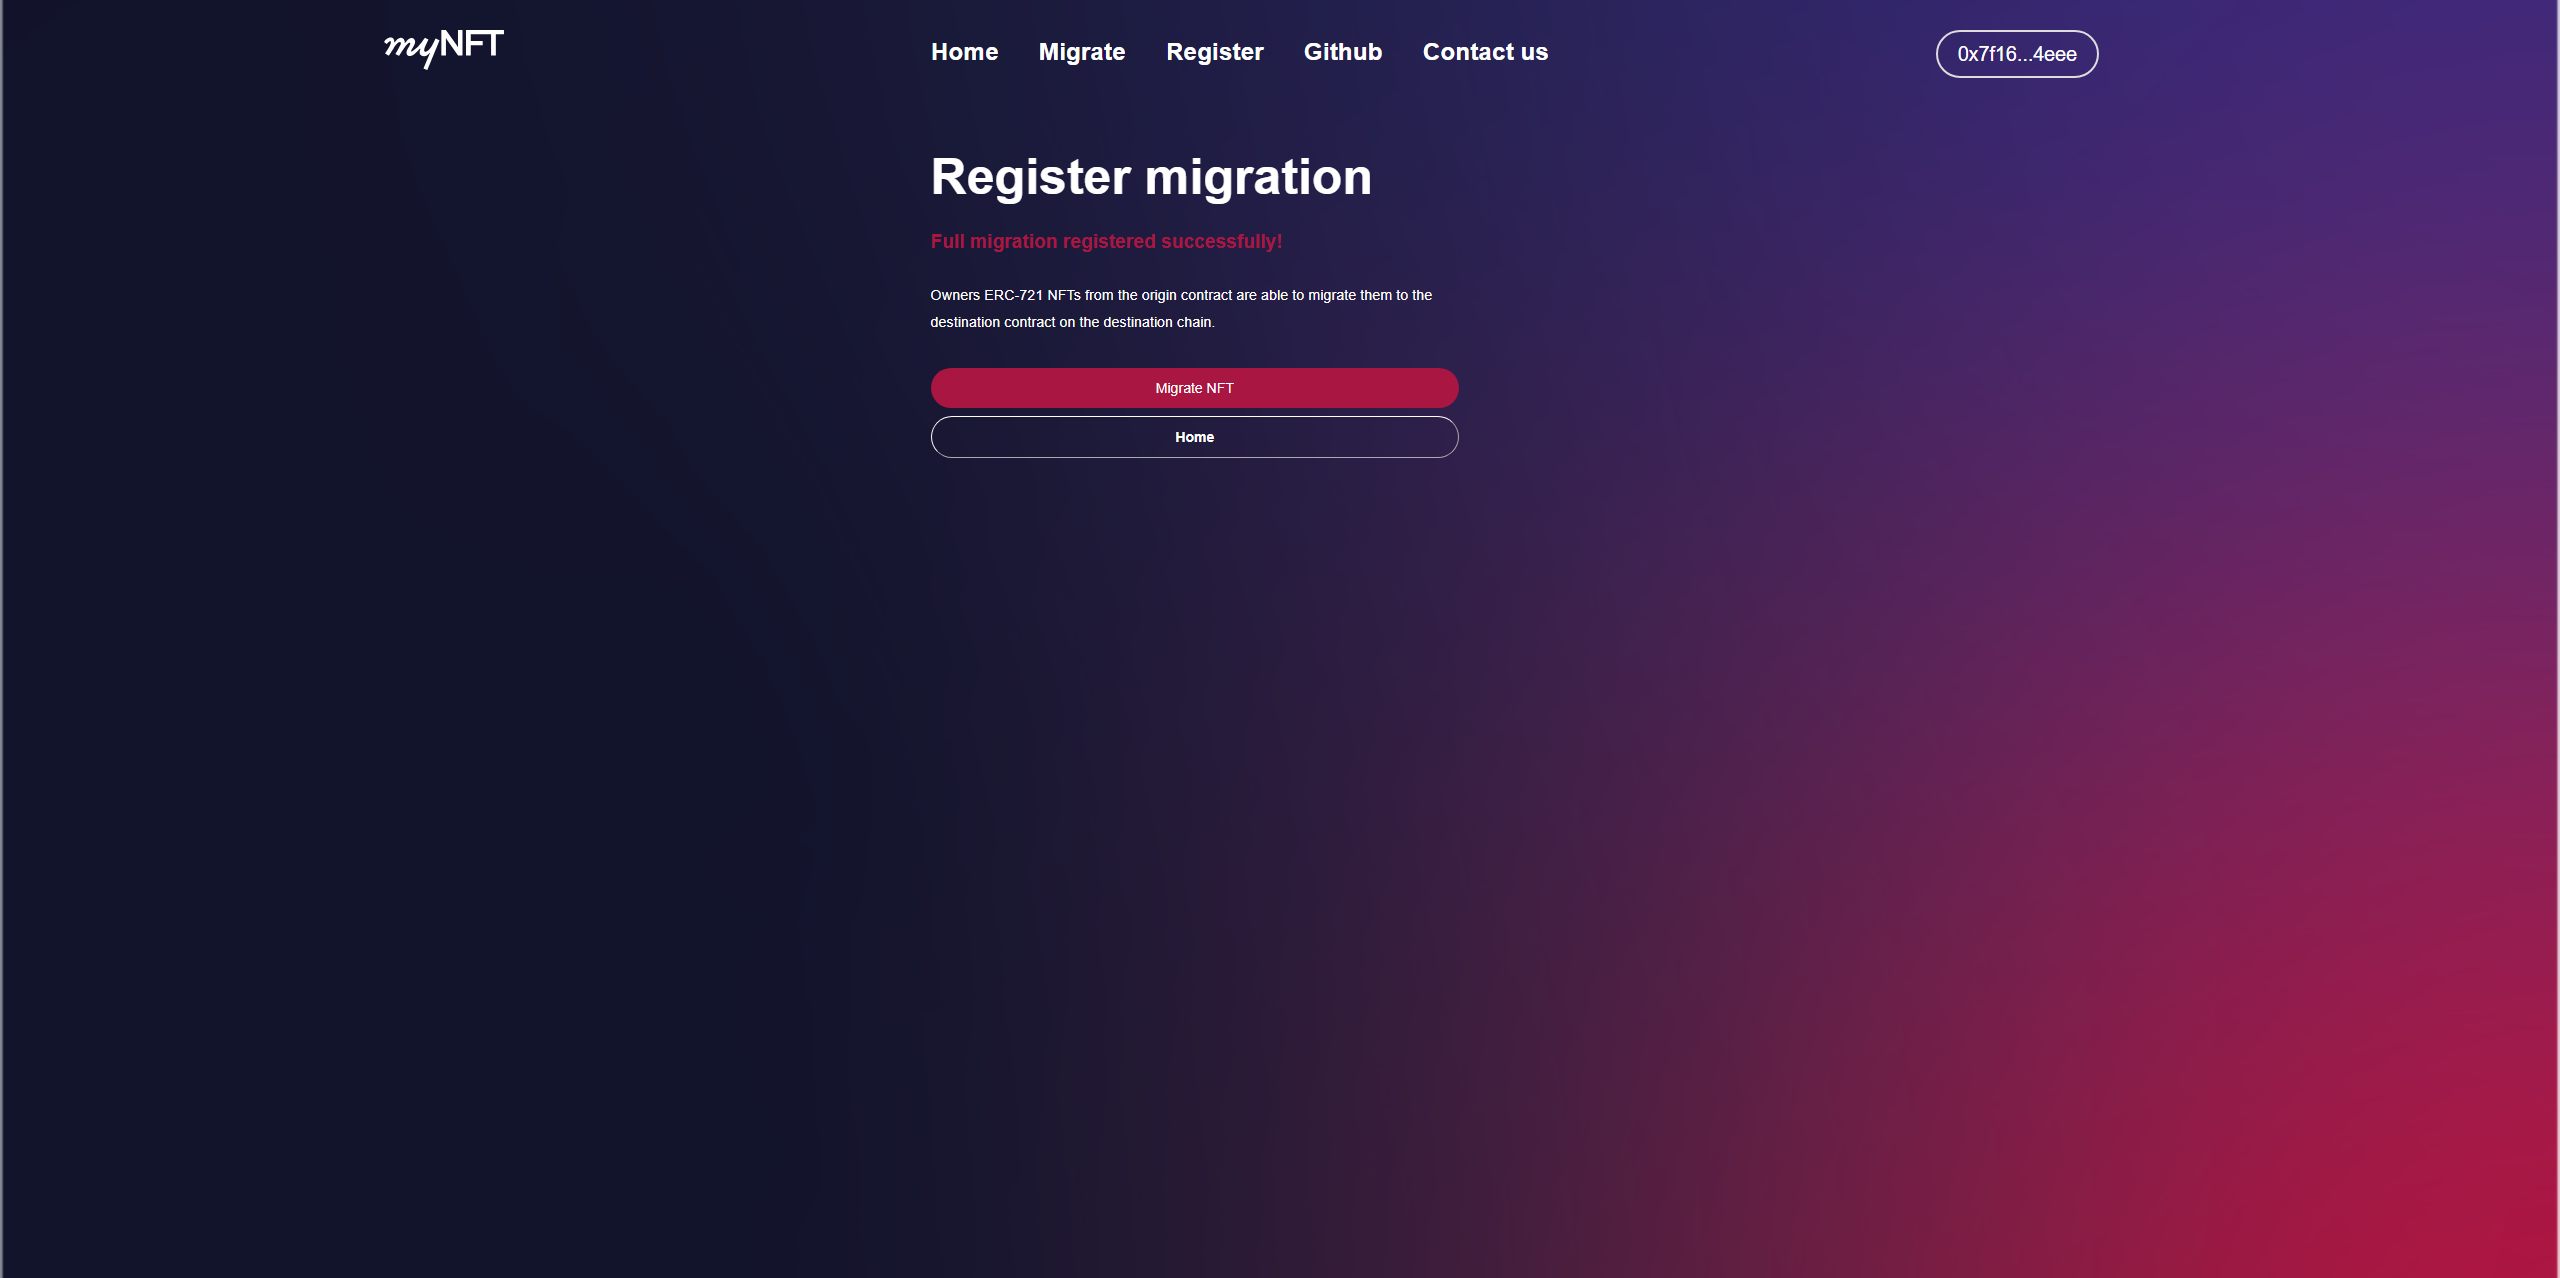 myNFT
Home Migrate Register Github Contact us
0x7f16...4eee
Register migration
Full migration registered successfully!
Owners ERC-721 NFTs from the origin contract are able to migrate them to the
destination contract on the destination chain.
Migrate NFT
Home